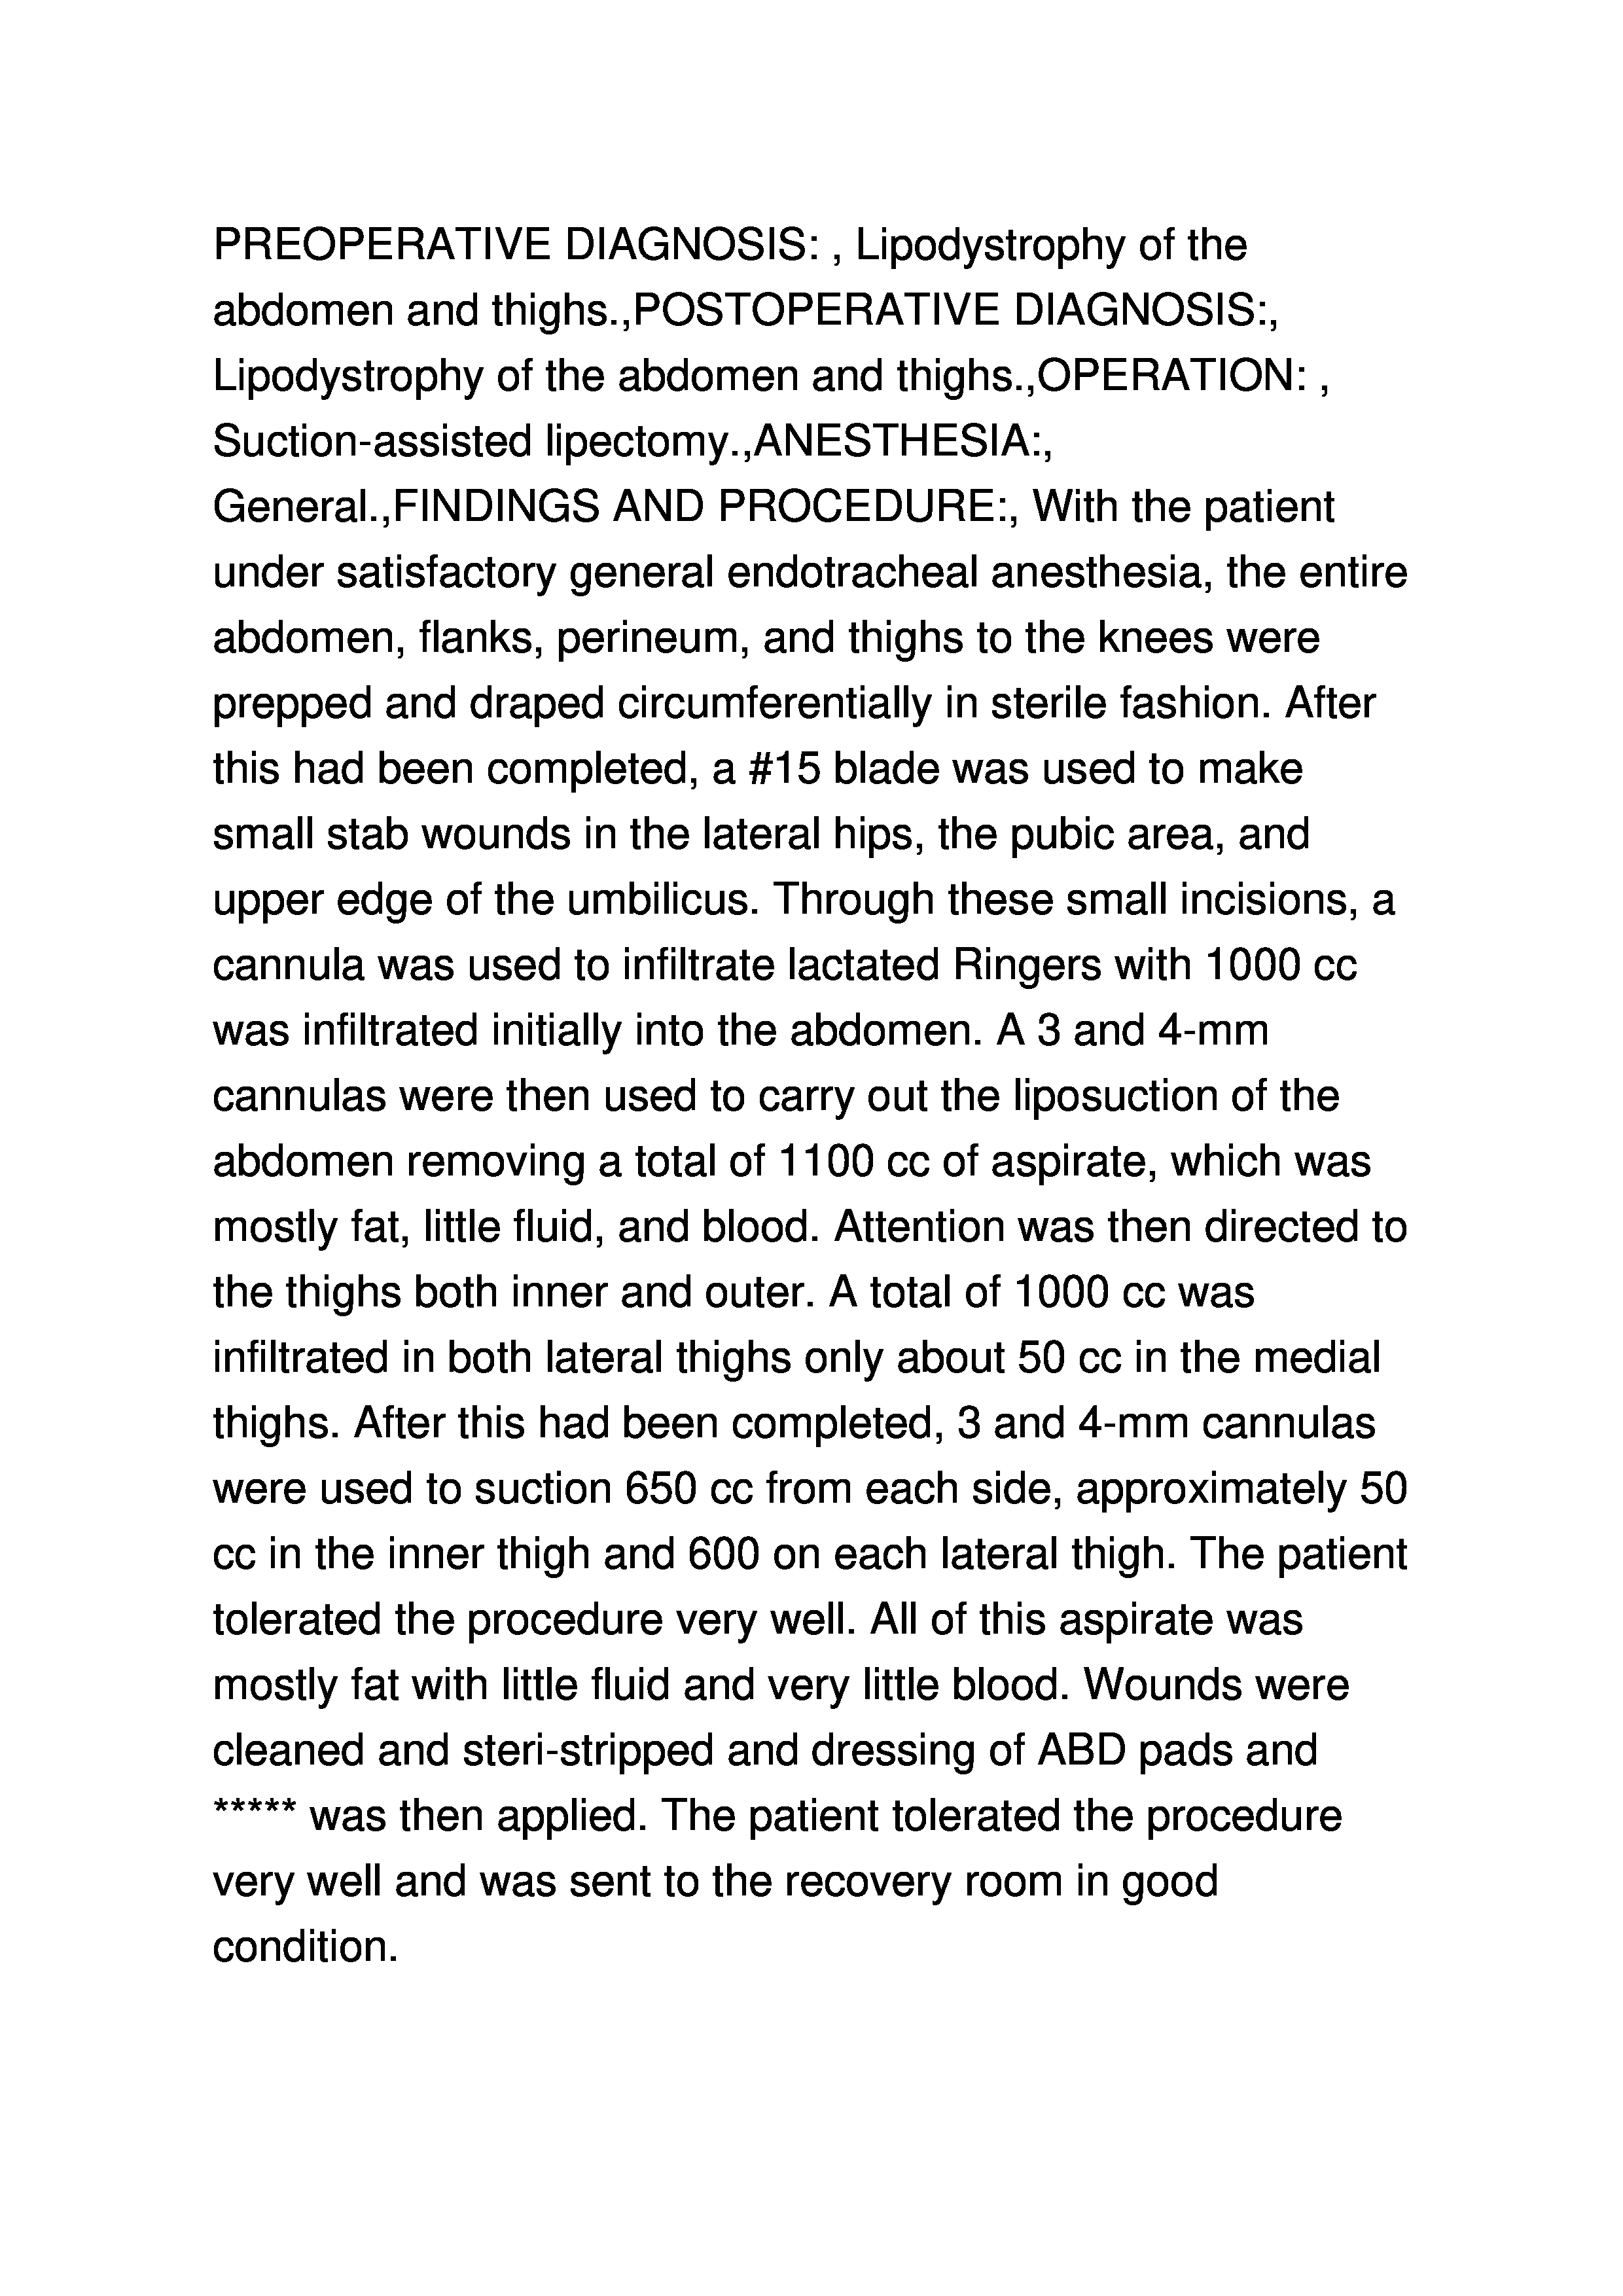 PREOPERATIVE DIAGNOSIS: , Lipodystrophy of the
abdomen and thighs.,POSTOPERATIVE DIAGNOSIS:,
Lipodystrophy of the abdomen and thighs.,OPERATION: ,
Suction-assisted lipectomy.,ANESTHESIA:,
General.,FINDINGS AND PROCEDURE:, With the patient
under satisfactory general endotracheal anesthesia, the entire
abdomen, flanks, perineum, and thighs to the knees were
prepped and draped circumferentially in sterile fashion. After
this had been completed, a #15 blade was used to make
small stab wounds in the lateral hips, the pubic area, and
upper edge of the umbilicus. Through these small incisions, a
cannula was used to infiltrate lactated Ringers with 1000 cc
was infiltrated initially into the abdomen. A 3 and 4-mm
cannulas were then used to carry out the liposuction of the
abdomen removing a total of 1100 cc of aspirate, which was
mostly fat, little fluid, and blood. Attention was then directed to
the thighs both inner and outer. A total of 1000 cc was
infiltrated in both lateral thighs only about 50 cc in the medial
thighs. After this had been completed, 3 and 4-mm cannulas
were used to suction 650 cc from each side, approximately 50
cc in the inner thigh and 600 on each lateral thigh. The patient
tolerated the procedure very well. All of this aspirate was
mostly fat with little fluid and very little blood. Wounds were
cleaned and steri-stripped and dressing of ABD pads and
***** was then applied. The patient tolerated the procedure
very well and was sent to the recovery room in good
condition.